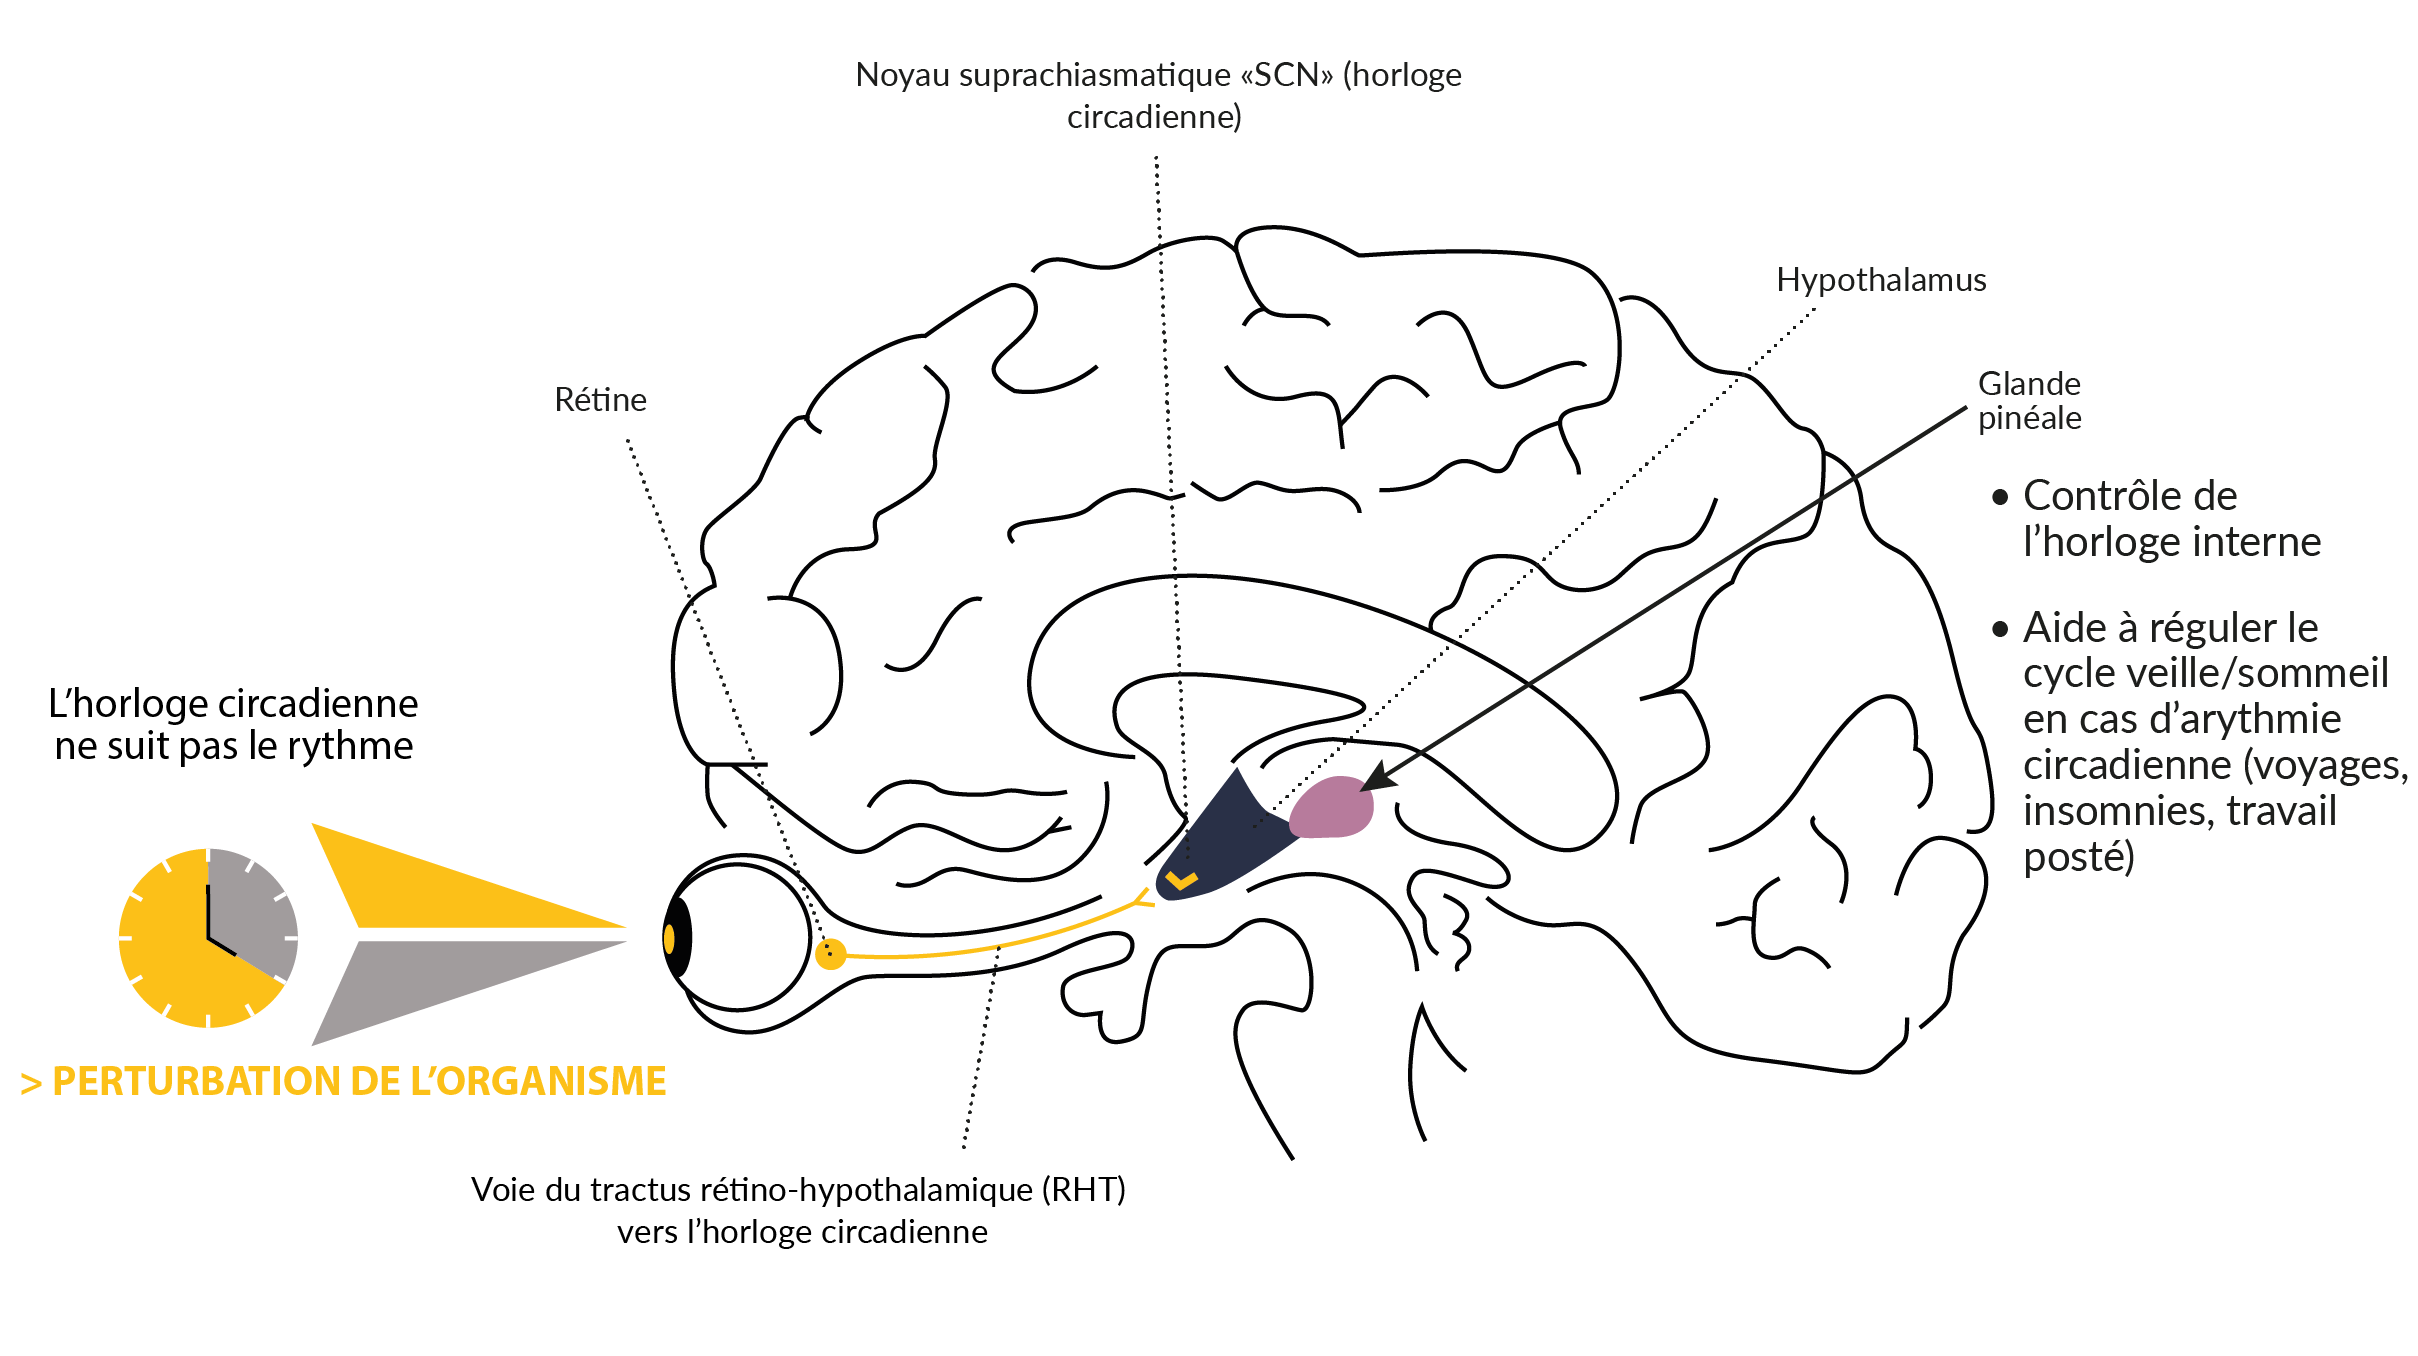 Noyau suprachiasmatique «SCN» (horloge
circadienne)
Hypothalamus
Rétine
Glande
pinéale
• Contrôle de
l’horloge interne
• Aide à réguler le
cycle veille/sommeil
en cas d’arythmie
circadienne (voyages,
insomnies, travail
posté)
L’horloge circadienne
ne suit pas le rythme
> PERTURBATION DE L’ORGANISME
Voie du tractus rétino-hypothalamique (RHT)
vers l’horloge circadienne